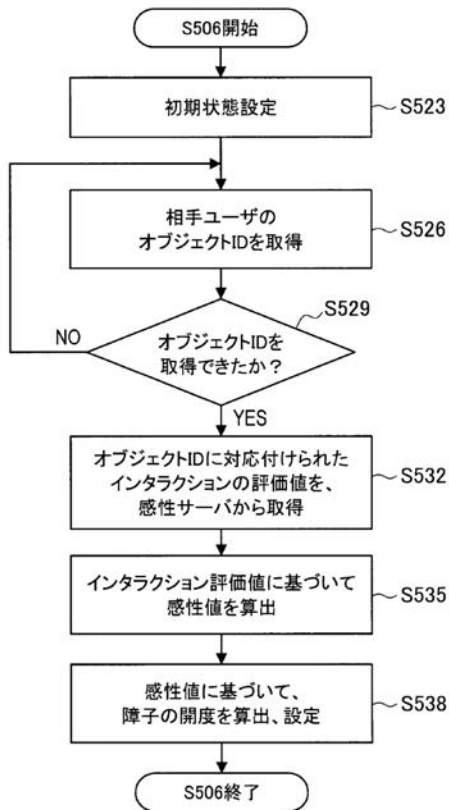 S506開始
初期状態設定
S523
相手ユーザの
オブジェクトIDを取得
S526
S529
オブジェクトIDを
取得できたか？
NO
YES
オブジェクトIDに対応付けられた
インタラクションの評価値を、
感性サーバから取得
S532
インタラクション評価値に基づいて
感性値を算出
S535
感性値に基づいて、
障子の開度を算出、設定
S538
S506終了